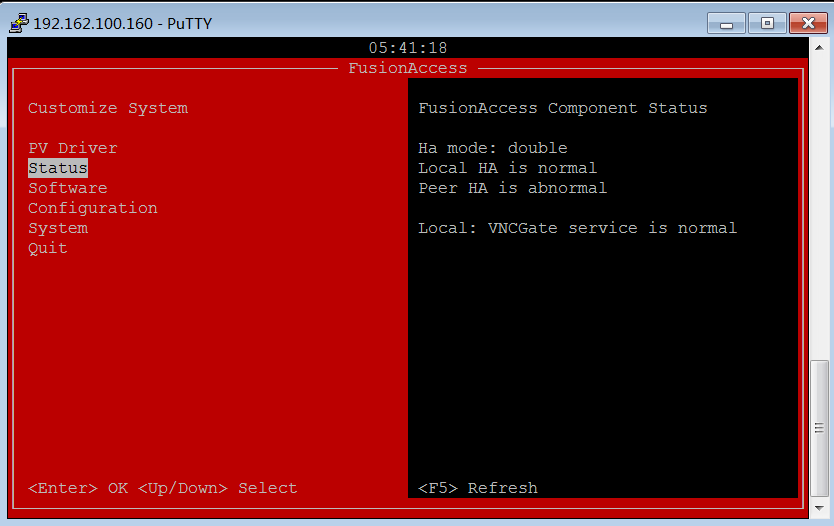 192.162.100.160 - PuTTY
05:41:18
FusionAccess
Customize System
PV Driver
Status
Software
Configuration
System
Quit
<Enter> OK <Up/Down> Select
FusionAccess Component Status
Ha mode: double
Local HA is normal
Peer HA is abnormal
Local: VNCGate service is normal
<F5> Refresh